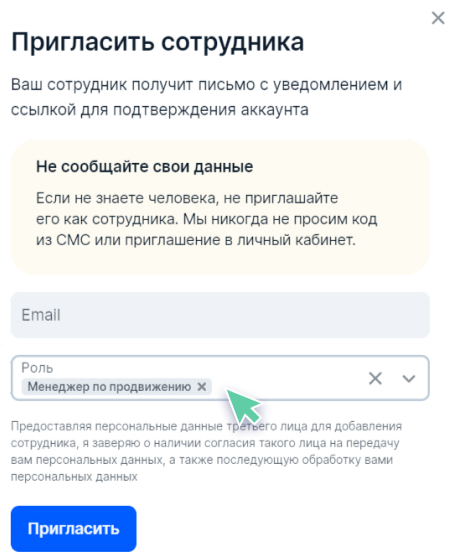 Пригласить сотрудника
Ваш сотрудник получит письмо с уведомлением и
ссылкой для подтверждения аккаунта
Не сообщайте свои данные
Если не знаете человека, не приглашайте
его как сотрудника. Мы никогда не просим код
из СМС или приглашение в личный кабинет.
Email
Роль
Менеджер по продвижению
Предоставляя персональные данные третьего лица для добавления
сотрудника, я заверяю о наличии согласия такого лица на передачу
вам персональных данных, а также последующую обработку вами
персональных данных
Пригласить